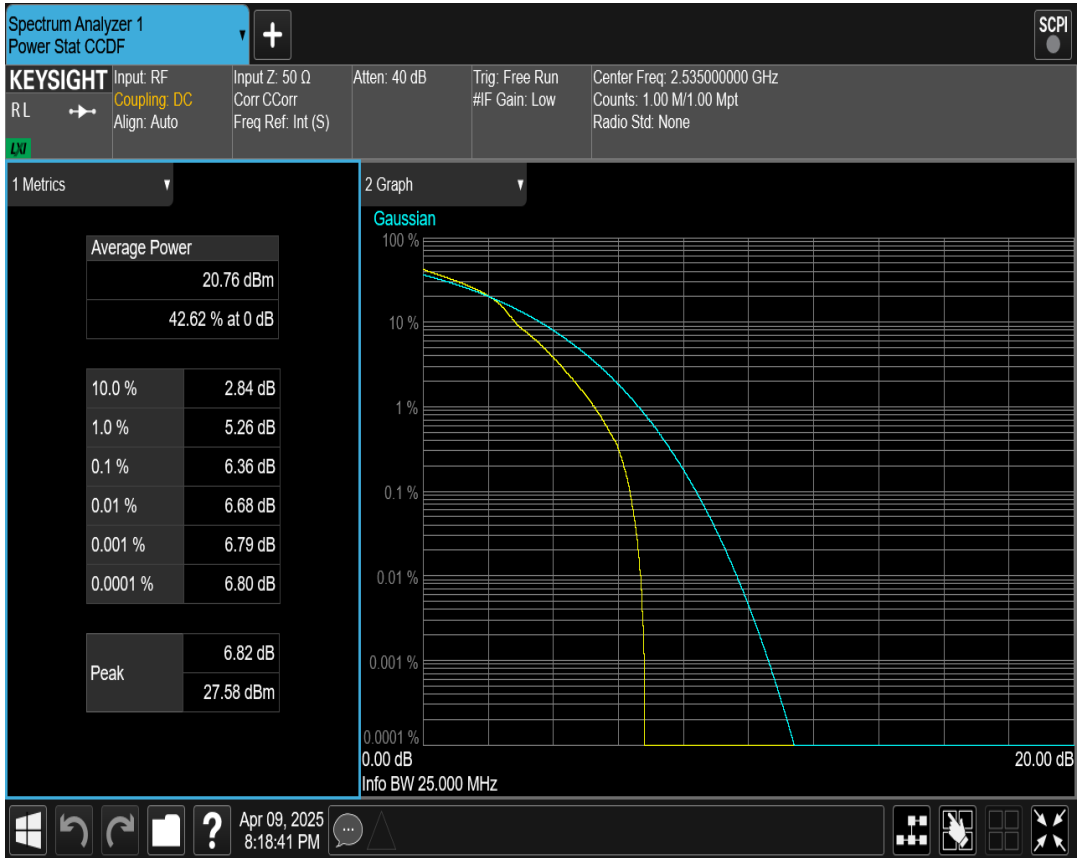 Spectrum Analyzer 1
Power Stat CCDF
+
SCPI
KEYSIGHT
R L
LXI
Input: RF
Coupling: DC
Align: Auto
Input Z: 50 Ω
Corr CCorr
Freq Ref: Int (S)
Atten: 40 dB
Trig: Free Run
#IF Gain: Low
Center Freq: 2.535000000 GHz
Counts: 1.00 M/1.00 Mpt
Radio Std: None
1 Metrics
Average Power
20.76 dBm
42.62 % at 0 dB
10.0 % 2.84 dB
1.0 % 5.26 dB
0.1 % 6.36 dB
0.01 % 6.68 dB
0.001 % 6.79 dB
0.0001 % 6.80 dB
Peak
6.82 dB
27.58 dBm
2 Graph
Gaussian
100 %
10 %
1 %
0.1 %
0.01 %
0.001 %
0.0001 %
0.00 dB 20.00 dB
Info BW 25.000 MHz
?
Apr 09, 2025
8:18:41 PM